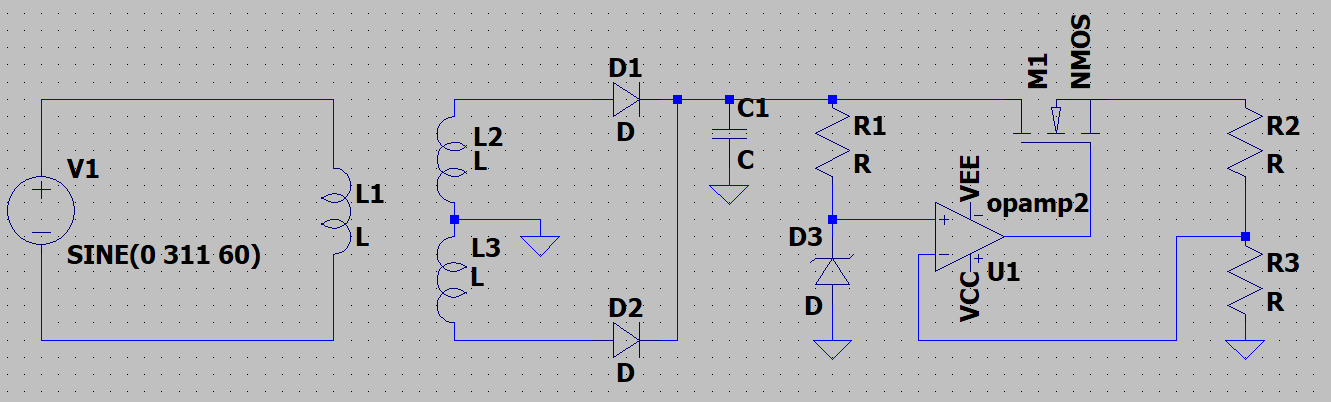 V1
SINE(0 311 60)
L1
L
L2
L
L3
L
D1
D
D2
D
C1
C
R1
R
D3
D
VEE
opamp2
VCC
U1
M1
NMOS
R2
R
R3
R